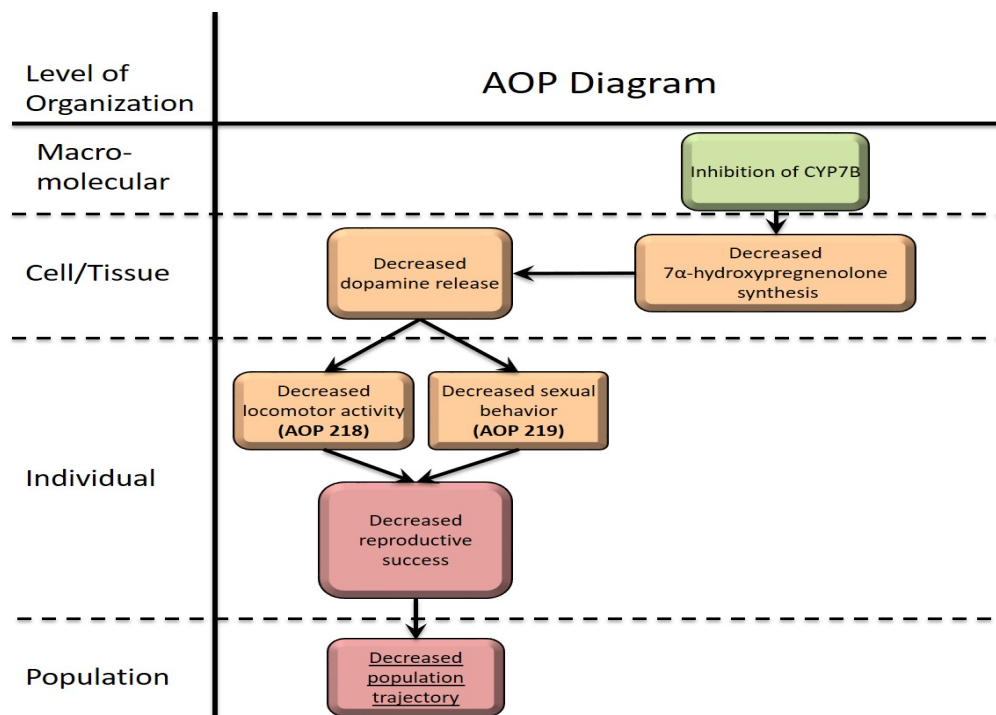 Level of
Organization
AOP Diagram
Macro-
molecular
Inhibition of CYP7B
Cell/Tissue
Decreased
dopamine release
Decreased
7α-hydroxypregnenolone
synthesis
Individual
Decreased
locomotor activity
(AOP 218)
Decreased sexual
behavior
(AOP 219)
Decreased
reproductive
success
Population
Decreased
population
trajectory